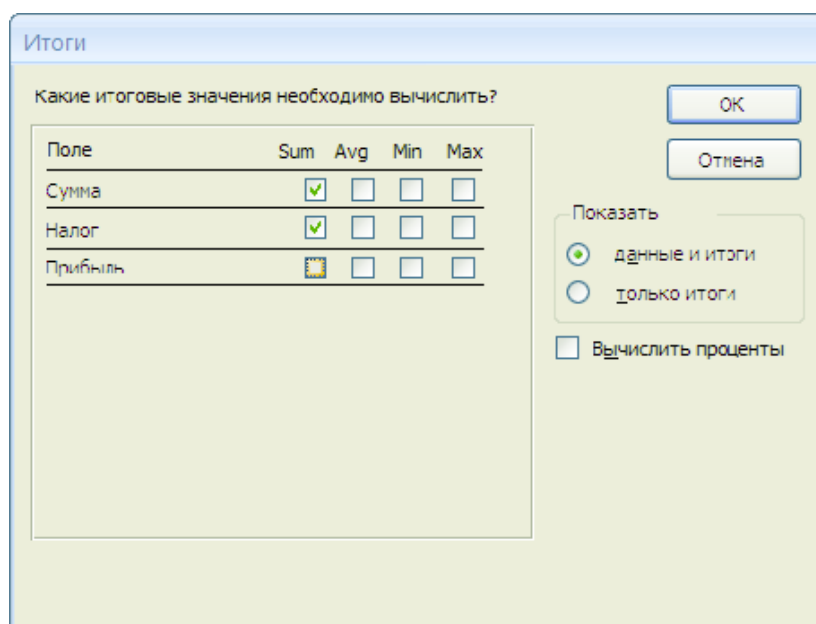 Итоги
Какие итоговые значения необходимо вычислить?
OK
Отмена
Поле Sum Avg Min Max
Сумма
Налог
Прибыль
Показать
данные и итоги
только итоги
Вычислить проценты